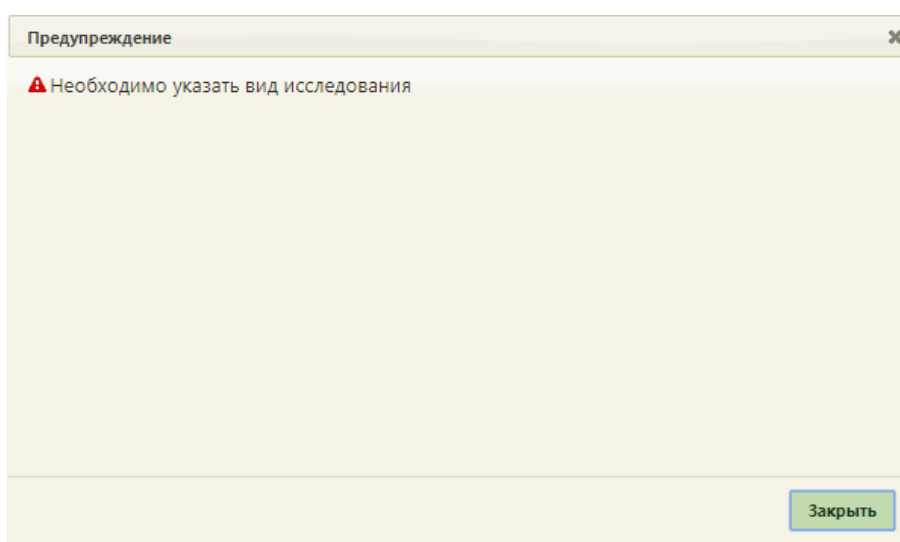 Предупреждение
Необходимо указать вид исследования
Закрыть